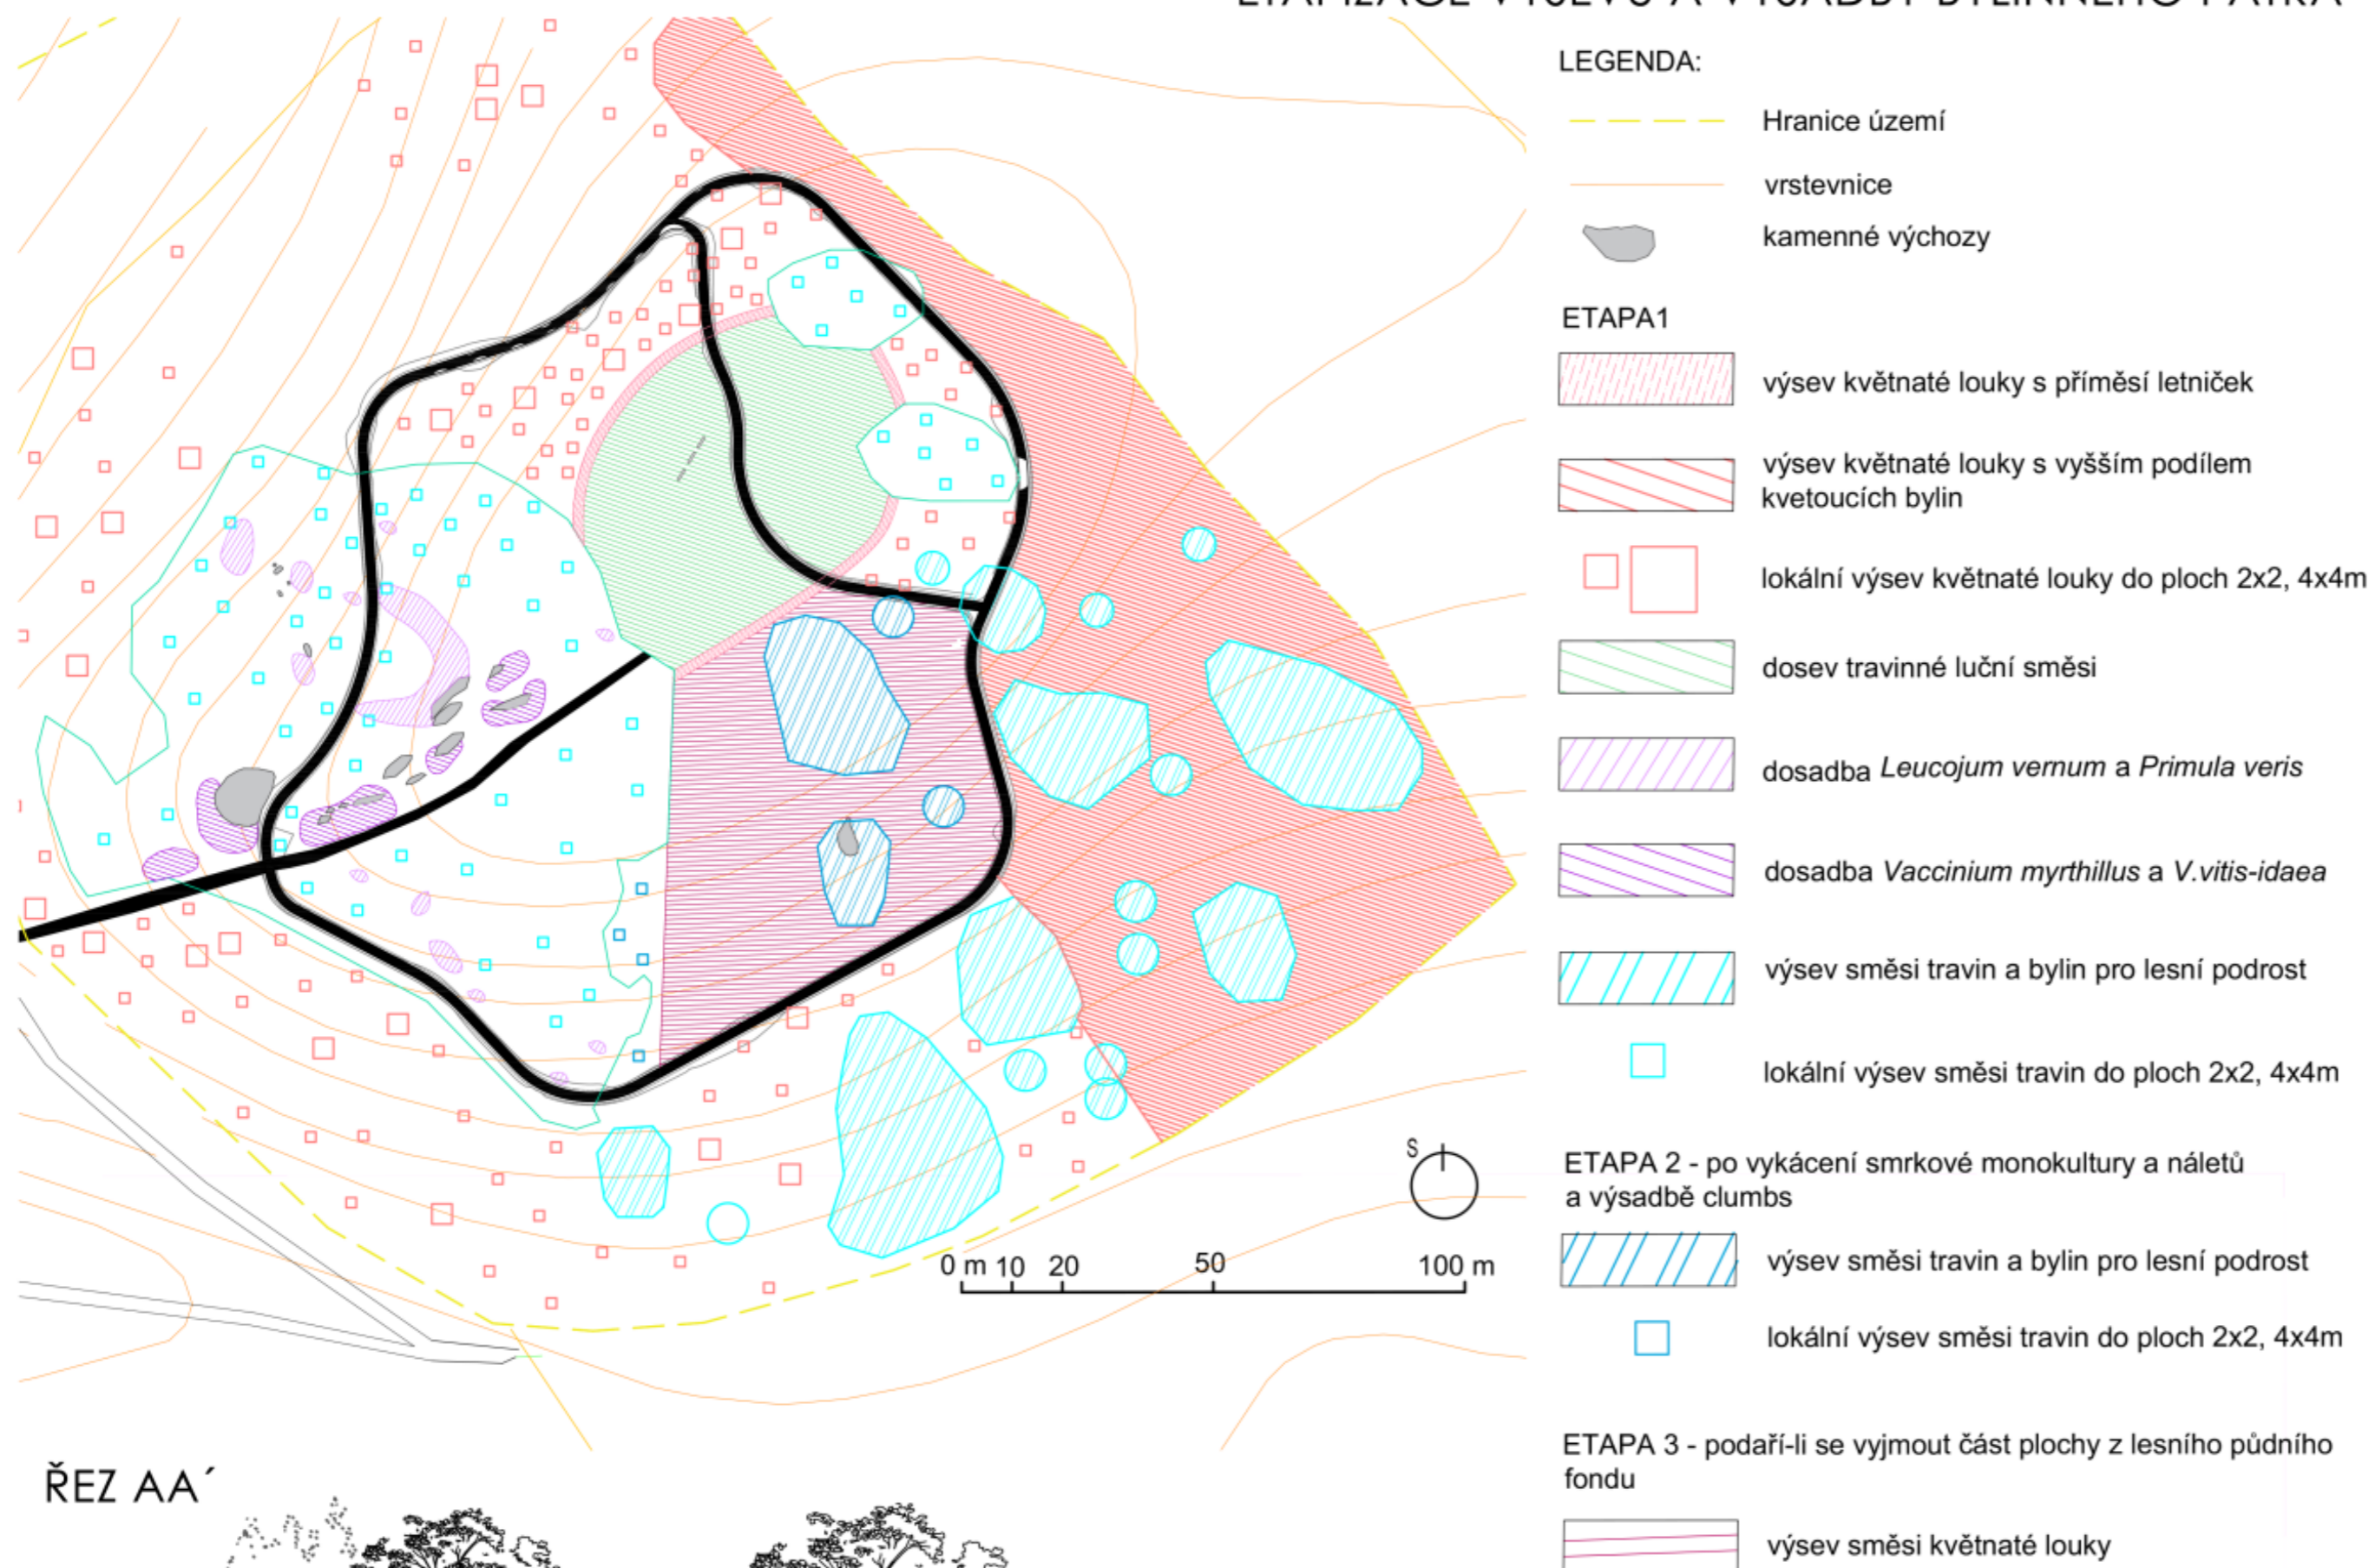 ETAPIZACE VÝSEVU A VÝSADBY BYLINNÉHO PATRA
LEGENDA:
Hranice území
vrstevnice
kamenné výchozy
ETAPA1
výsev květnaté louky s příměsí letniček
výsev květnaté louky s vyšším podílem
kvetoucích bylin
lokální výsev květnaté louky do ploch 2x2, 4x4m
dosev travinné luční směsi
dosadba Leucojum vernum a Primula veris
dosadba Vaccinium myrthillus a V.vitis-idaea
výsev směsi travin a bylin pro lesní podrost
lokální výsev směsi travin do ploch 2x2, 4x4m
ETAPA 2 - po vykácení smrkové monokultury a náletů
a výsadbě clumbs
výsev směsi travin a bylin pro lesní podrost
lokální výsev směsi travin do ploch 2x2, 4x4m
ETAPA 3 - podaří-li se vyjmout část plochy z lesního půdního
fondu
výsev směsi květnaté louky
S
0 m 10 20 50 100 m
ŘEZ AA´